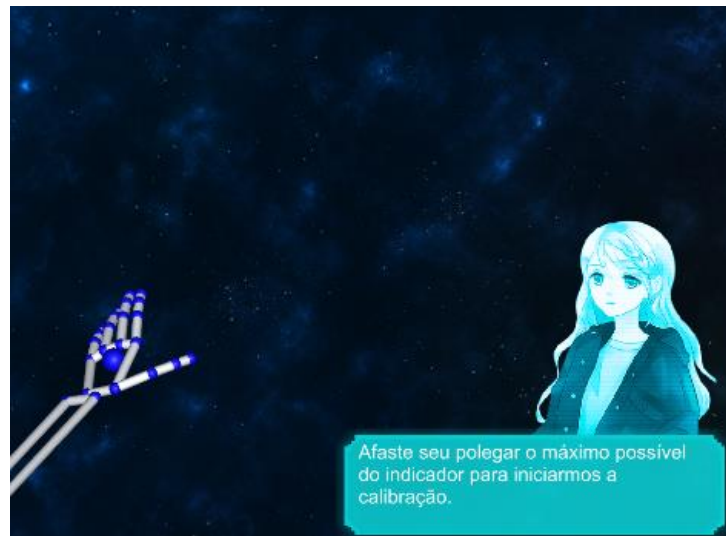 Afaste seu polegar o máximo possível
do indicador para iniciarmos a
calibração.